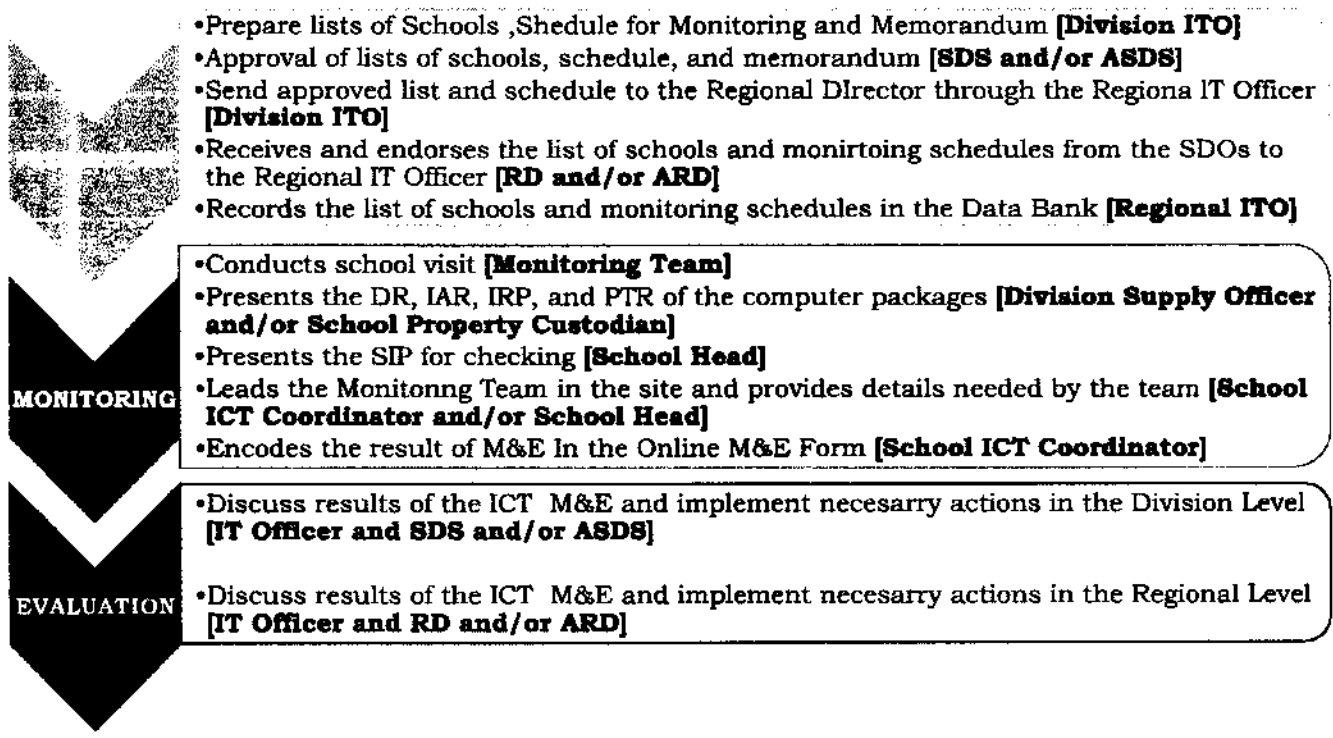 •Prepare lists of Schools ,Shedule for Monitoring and Memorandum [Division ITO]
•Approval of lists of schools, schedule, and memorandum [SDS and/or ASDS]
•Send approved list and schedule to the Regional DIrector through the Regiona IT Officer
[Division ITO]
•Receives and endorses the list of schools and monirtoing schedules from the SDOs to
the Regional IT Officer [RD and/or ARD]
•Records the list of schools and monitoring schedules in the Data Bank [Regional ITO]
MONITORING
•Conducts school visit [Monitoring Team]
•Presents the DR, IAR, IRP, and PTR of the computer packages [Division Supply Officer
and/or School Property Custodian]
•Presents the SIP for checking [School Head]
•Leads the Monitonng Team in the site and provides details needed by the team [School
ICT Coordinator and/or School Head]
•Encodes the result of M&E In the Online M&E Form [School ICT Coordinator]
EVALUATION
•Discuss results of the ICT M&E and implement necesarry actions in the Division Level
[IT Officer and SDS and/or ASDS]
•Discuss results of the ICT M&E and implement necesarry actions in the Regional Level
[IT Officer and RD and/or ARD]